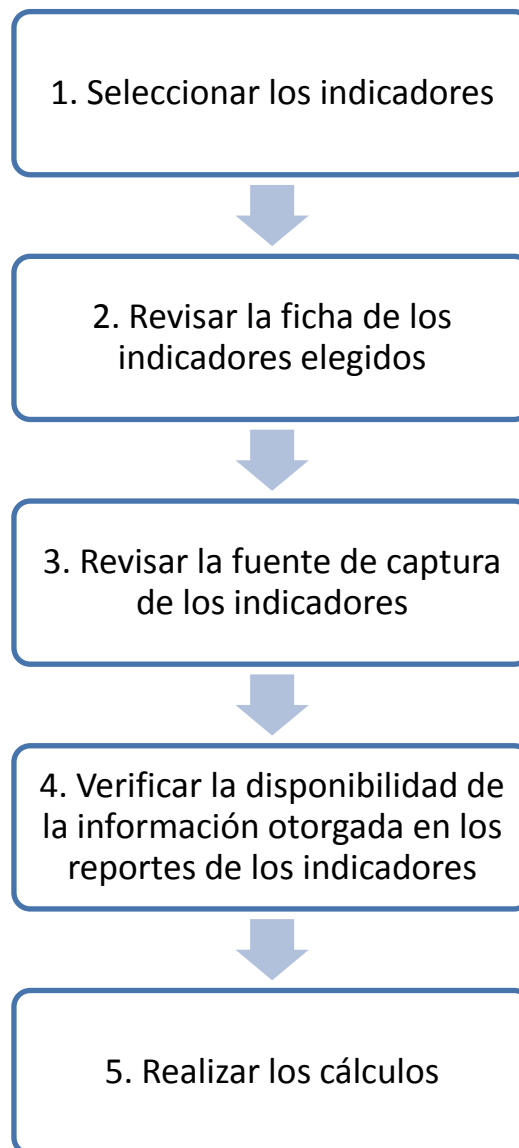 1. Seleccionar los indicadores
2. Revisar la ficha de los
indicadores elegidos
3. Revisar la fuente de captura
de los indicadores
4. Verificar la disponibilidad de
la información otorgada en los
reportes de los indicadores
5. Realizar los cálculos